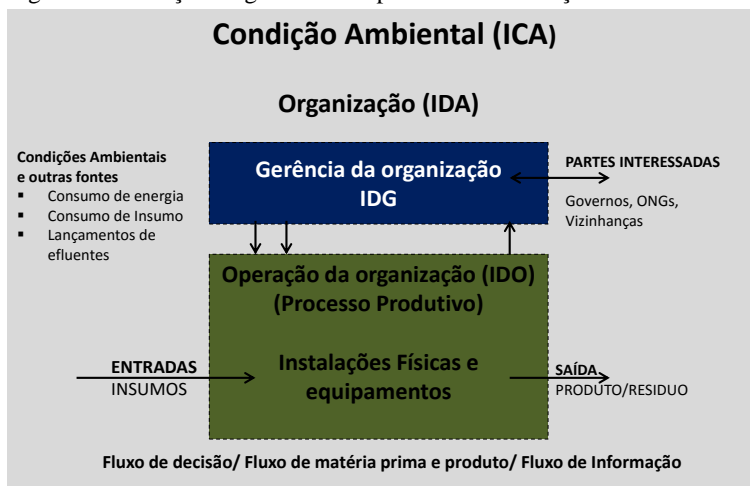 Condição Ambiental (ICA)
Organização (IDA)
Condições Ambientais
e outras fontes
▪ Consumo de energia
▪ Consumo de Insumo
▪ Lançamentos de
efluentes
Gerência da organização
IDG
PARTES INTERESSADAS
Governos, ONGs,
Vizinhanças
Operação da organização (IDO)
(Processo Produtivo)
ENTRADAS
INSUMOS
Instalações Físicas e
equipamentos
SAÍDA
PRODUTO/RESIDUO
Fluxo de decisão/ Fluxo de matéria prima e produto/ Fluxo de Informação